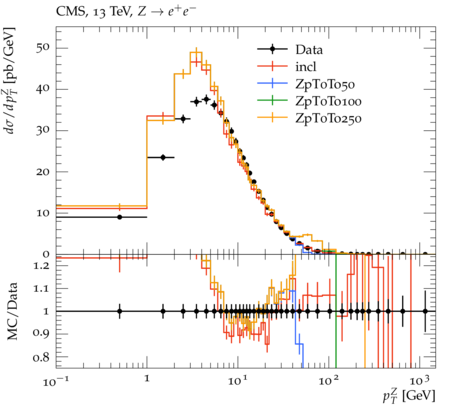 CMS, 13 TeV, Z → e⁺e⁻
dσ/dp_T^Z [pb/GeV]
50
40
30
20
10
0
Data
incl
ZpToTo50
ZpToTo100
ZpToTo250
MC/Data
1.2
1.1
1
0.9
0.8
10⁻¹ 1 10¹ 10² 10³
p_T^Z [GeV]